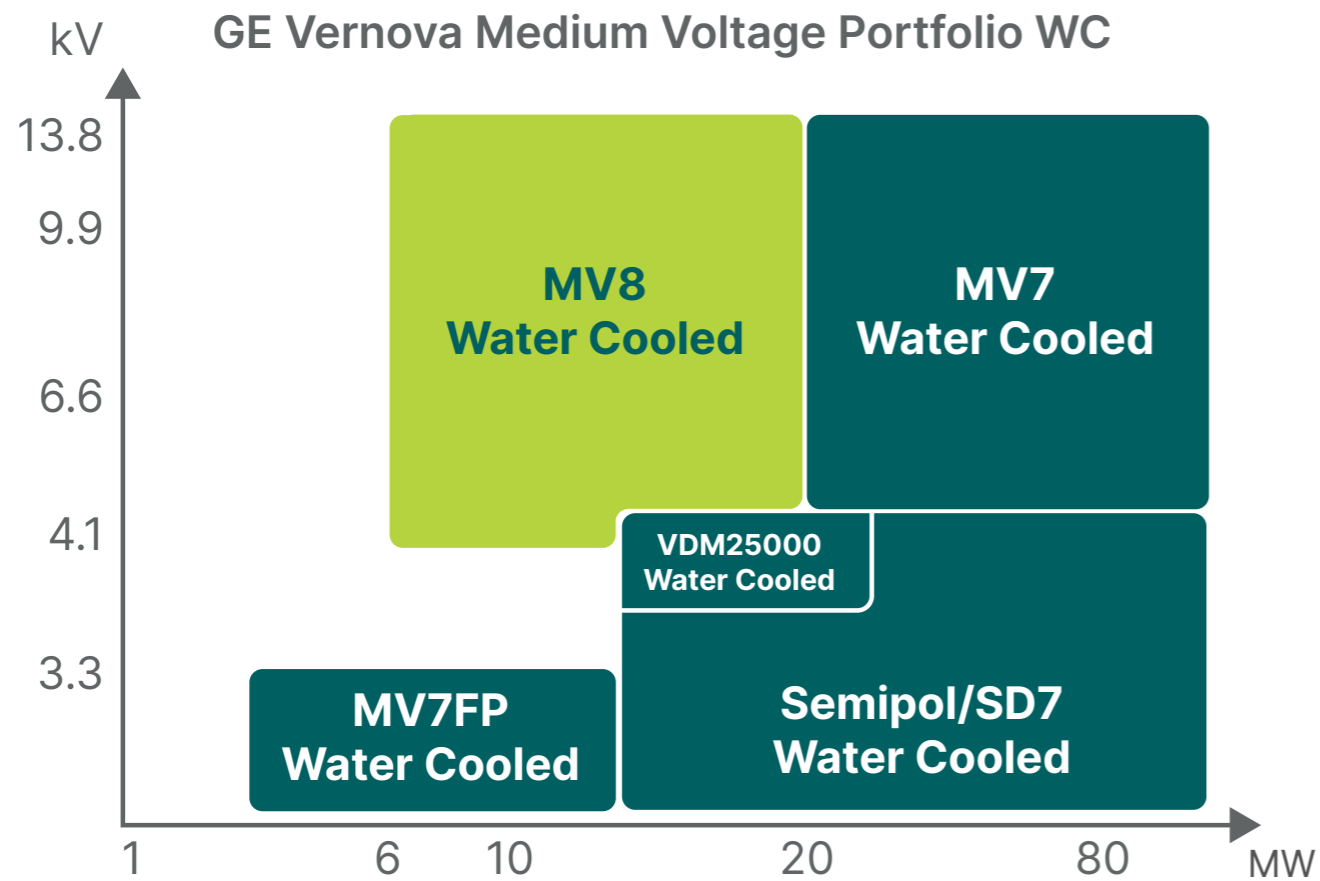 GE Vernova Medium Voltage Portfolio WC
kV
13.8
9.9
6.6
4.1
3.3
MV8
Water Cooled
MV7
Water Cooled
VDM25000
Water Cooled
MV7FP
Water Cooled
Semipol/SD7
Water Cooled
1
6
10
20
80
MW